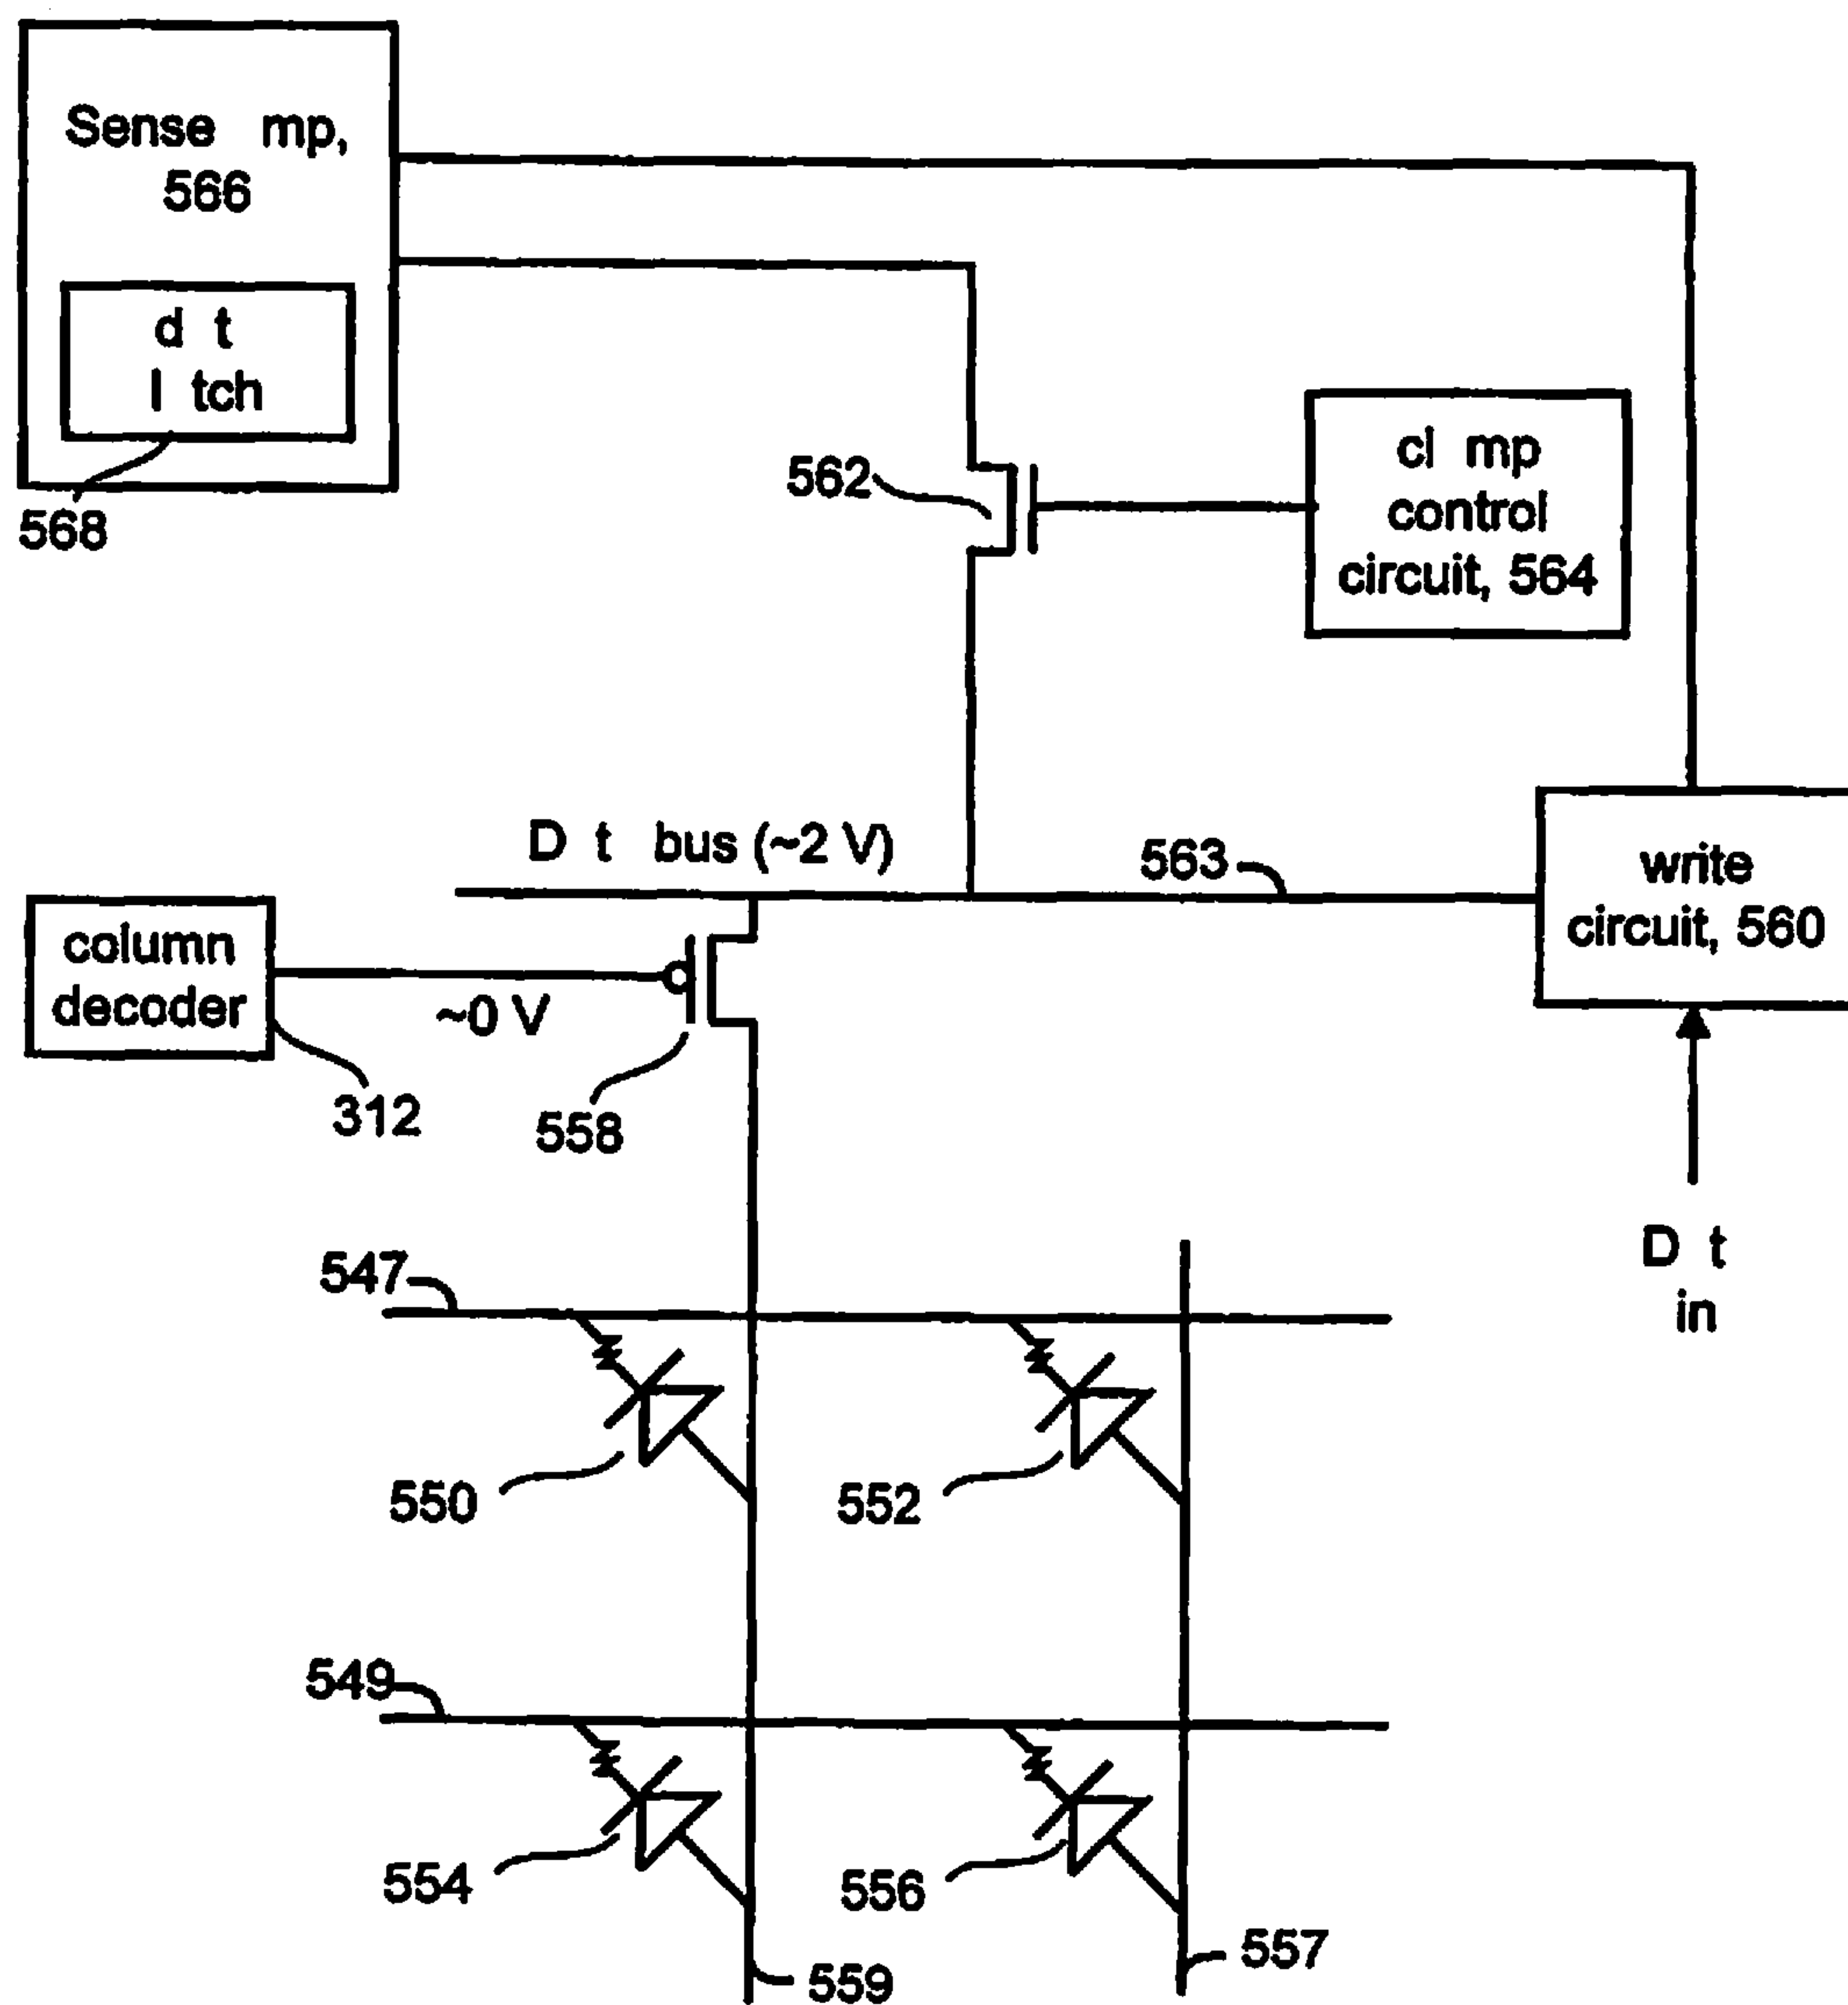 Sense mp,
566
d t
l tch
568
562
cl mp
control
circuit, 564
D t bus (~2 V)
563
write
circuit, 560
column
decoder
~0 V
312
558
D t
in
547
550
552
549
554
556
557
559